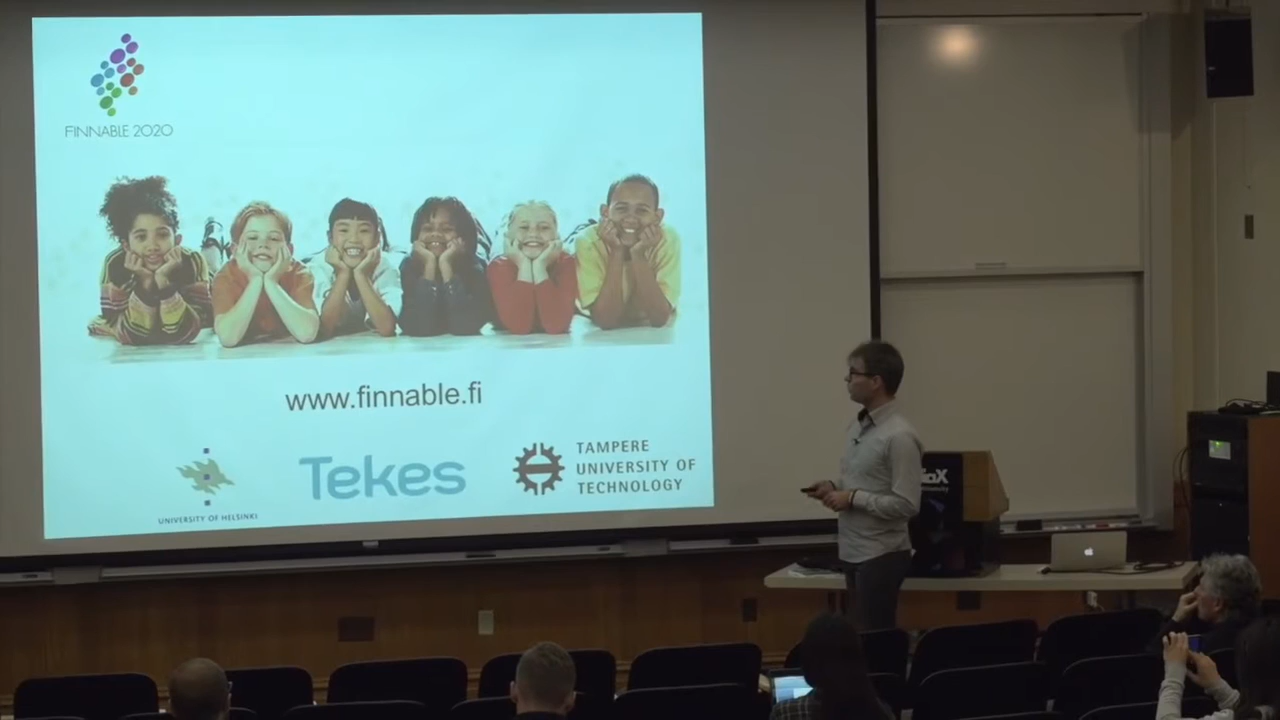 FINNABLE 2020
www.finnable.fi
UNIVERSITY OF HELSINKI
Tekes
TAMPERE
UNIVERSITY OF
TECHNOLOGY